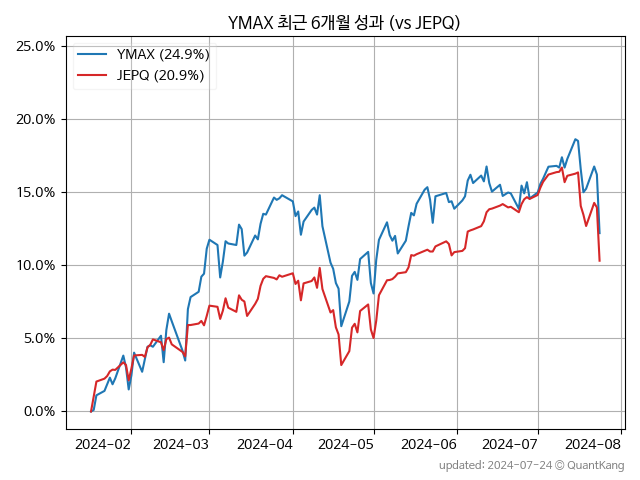 YMAX 최근 6개월 성과 (vs JEPQ)
YMAX (24.9%)
JEPQ (20.9%)
25.0%
20.0%
15.0%
10.0%
5.0%
0.0%
2024-02 2024-03 2024-04 2024-05 2024-06 2024-07 2024-08
updated: 2024-07-24 © QuantKang